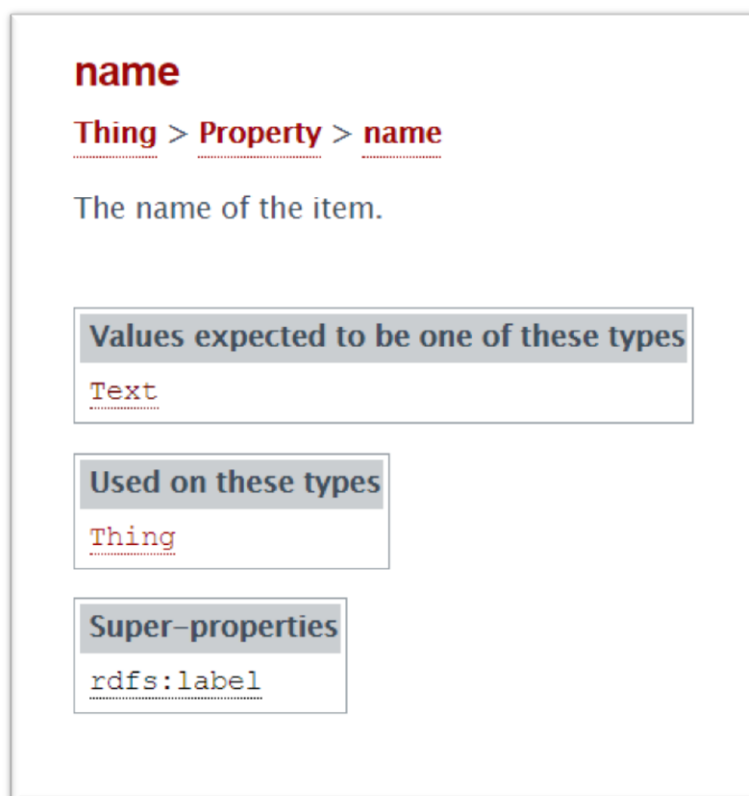 name
Thing > Property > name
The name of the item.
Values expected to be one of these types
Text
Used on these types
Thing
Super-properties
rdfs:label